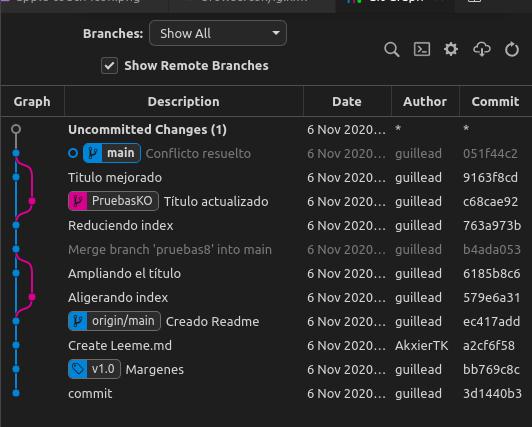 Branches: Show All
Show Remote Branches
Graph Description Date Author Commit
Uncommitted Changes (1) 6 Nov 2020... * *
main Conflicto resuelto 6 Nov 2020... guillead 051f44c2
Titulo mejorado 6 Nov 2020... guillead 9163f8cd
PruebasKO Título actualizado 6 Nov 2020... guillead c68cae92
Reduciendo index 6 Nov 2020... guillead 763a973b
Merge branch 'pruebas8' into main 6 Nov 2020... guillead b4ada053
Ampliando el título 6 Nov 2020... guillead 6185b8c6
Aligerando index 6 Nov 2020... guillead 579e6a31
origin/main Creado Readme 6 Nov 2020... guillead ec417add
Create Leeme.md 6 Nov 2020... AkxierTK a2cf6f58
v1.0 Margenes 6 Nov 2020... guillead bb769c8c
commit 6 Nov 2020... guillead 3d1440b3